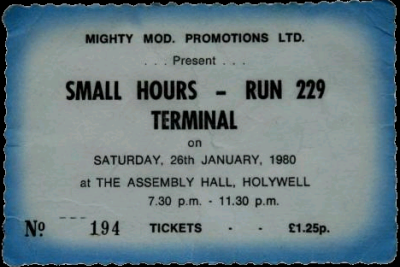 MIGHTY MOD. PROMOTIONS LTD.
. . . Present . . .
SMALL HOURS – RUN 229
TERMINAL
on
SATURDAY, 26th JANUARY, 1980
at THE ASSEMBLY HALL, HOLYWELL
7.30 p.m. - 11.30 p.m.
No 194 TICKETS - - £1.25p.